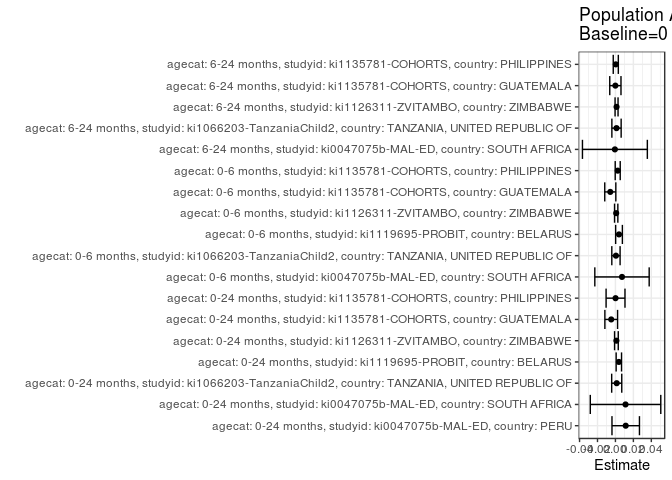 Population A
Baseline=0
agecat: 6-24 months, studyid: ki1135781-COHORTS, country: PHILIPPINES
agecat: 6-24 months, studyid: ki1135781-COHORTS, country: GUATEMALA
agecat: 6-24 months, studyid: ki1126311-ZVITAMBO, country: ZIMBABWE
agecat: 6-24 months, studyid: ki1066203-TanzaniaChild2, country: TANZANIA, UNITED REPUBLIC OF
agecat: 6-24 months, studyid: ki0047075b-MAL-ED, country: SOUTH AFRICA
agecat: 0-6 months, studyid: ki1135781-COHORTS, country: PHILIPPINES
agecat: 0-6 months, studyid: ki1135781-COHORTS, country: GUATEMALA
agecat: 0-6 months, studyid: ki1126311-ZVITAMBO, country: ZIMBABWE
agecat: 0-6 months, studyid: ki1119695-PROBIT, country: BELARUS
agecat: 0-6 months, studyid: ki1066203-TanzaniaChild2, country: TANZANIA, UNITED REPUBLIC OF
agecat: 0-6 months, studyid: ki0047075b-MAL-ED, country: SOUTH AFRICA
agecat: 0-24 months, studyid: ki1135781-COHORTS, country: PHILIPPINES
agecat: 0-24 months, studyid: ki1135781-COHORTS, country: GUATEMALA
agecat: 0-24 months, studyid: ki1126311-ZVITAMBO, country: ZIMBABWE
agecat: 0-24 months, studyid: ki1119695-PROBIT, country: BELARUS
agecat: 0-24 months, studyid: ki1066203-TanzaniaChild2, country: TANZANIA, UNITED REPUBLIC OF
agecat: 0-24 months, studyid: ki0047075b-MAL-ED, country: SOUTH AFRICA
agecat: 0-24 months, studyid: ki0047075b-MAL-ED, country: PERU
-0.04 -0.02 0.00 0.02 0.04
Estimate